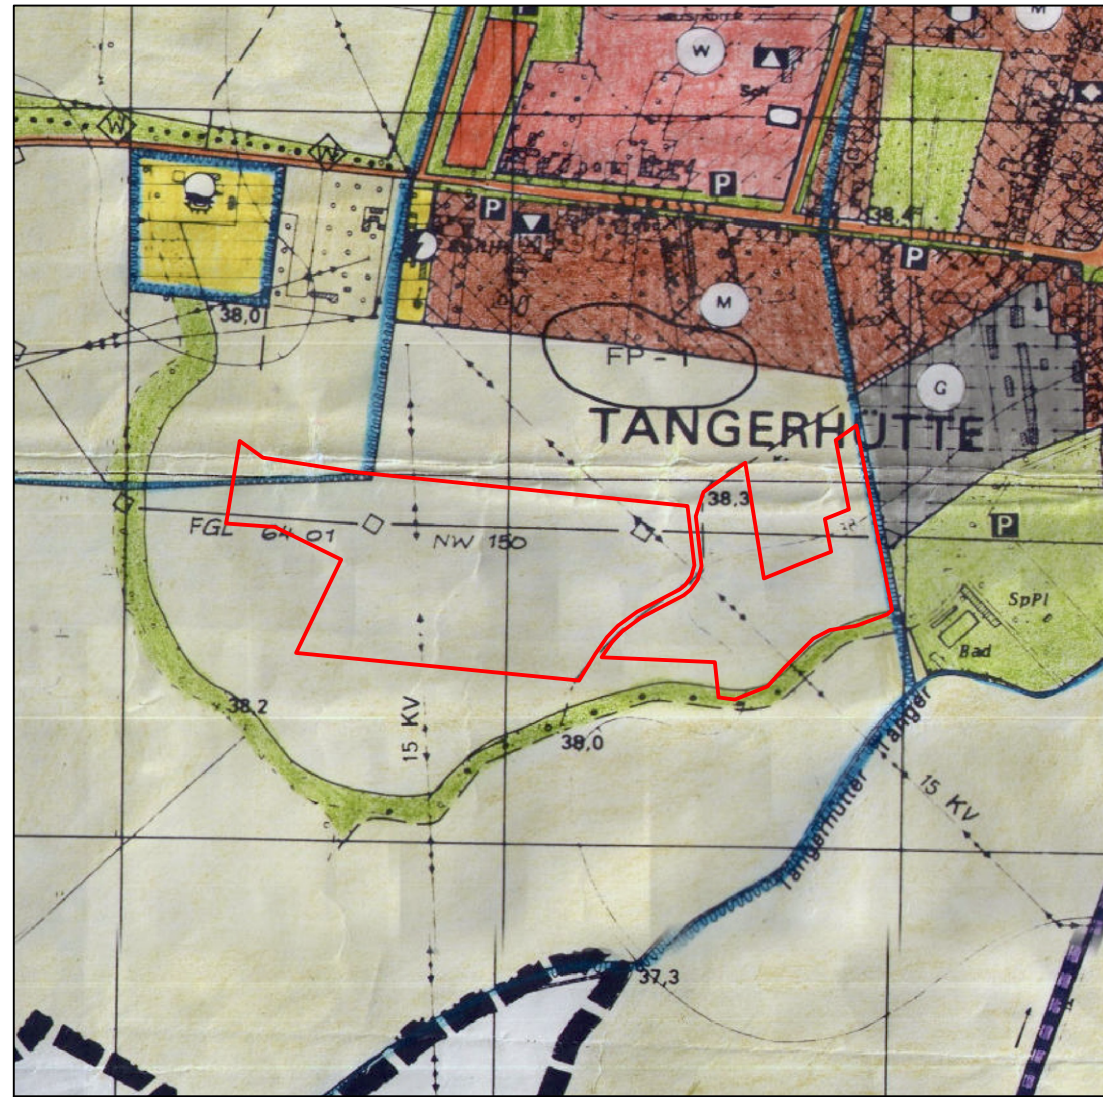 M
W
Sch
W
W
P
38,4
P
P
38,0
M
FP-1
G
TANGERHÜTTE
38,3
FGL 64 01
NW 150
P
SpPl
Bad
38,2
15 KV
38,0
Tanger
15 KV
Tangerhütter
37,3